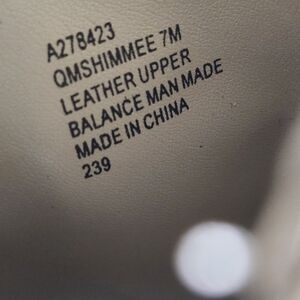 A278423
QMSHIMMEE 7M
LEATHER UPPER
BALANCE MAN MADE
MADE IN CHINA
239